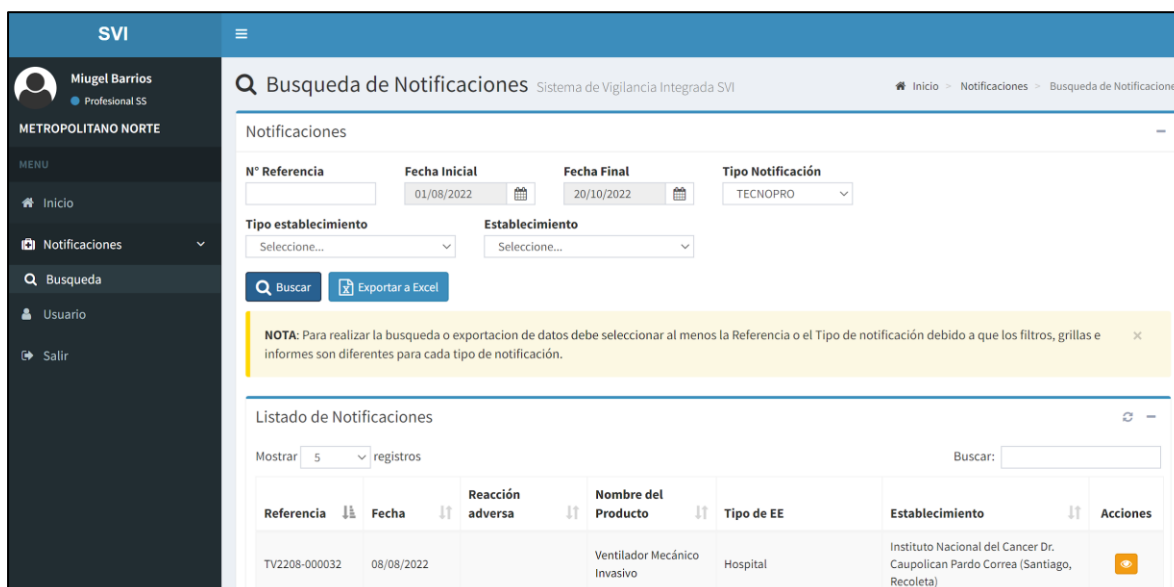 SVI
Miugel Barrios
Profesional SS
METROPOLITANO NORTE
MENU
Inicio
Notificaciones
Busqueda
Usuario
Salir
Busqueda de Notificaciones Sistema de Vigilancia Integrada SVI
Inicio > Notificaciones > Busqueda de Notificacione
Notificaciones
N° Referencia Fecha Inicial Fecha Final Tipo Notificación
01/08/2022 20/10/2022 TECNOPRO
Tipo establecimiento Establecimiento
Seleccione... Seleccione...
Buscar Exportar a Excel
NOTA: Para realizar la busqueda o exportacion de datos debe seleccionar al menos la Referencia o el Tipo de notificación debido a que los filtros, grillas e
informes son diferentes para cada tipo de notificación.
Listado de Notificaciones
Mostrar 5 registros Buscar:
Referencia Fecha Reacción adversa Nombre del Producto Tipo de EE Establecimiento Acciones
TV2208-000032 08/08/2022 Ventilador Mecánico Invasivo Hospital Instituto Nacional del Cancer Dr. Caupolican Pardo Correa (Santiago, Recoleta)